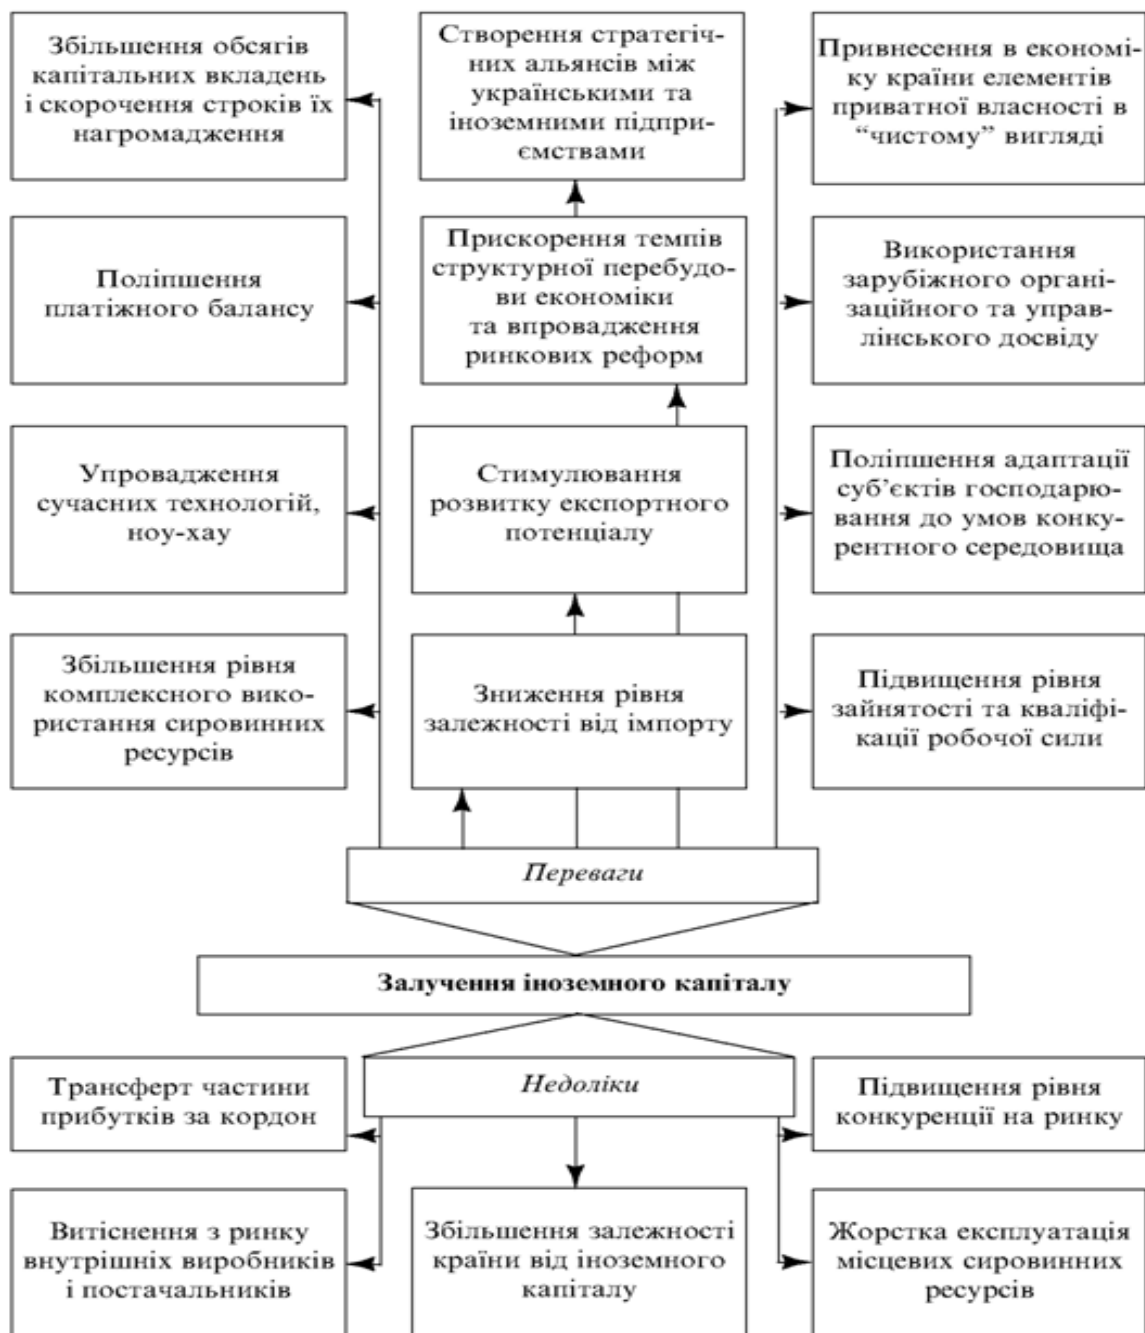 Збільшення обсягів
капітальних вкладень
і скорочення строків їх
нагромадження
Створення стратегіч-
них альянсів між
українськими та
іноземними підпри-
ємствами
Привнесення в економі-
ку країни елементів
приватної власності в
“чистому” вигляді
Поліпшення
платіжного балансу
Прискорення темпів
структурної перебудо-
ви економіки
та впровадження
ринкових реформ
Використання
зарубіжного органі-
заційного та управ-
лінського досвіду
Упровадження
сучасних технологій,
ноу-хау
Стимулювання
розвитку експортного
потенціалу
Поліпшення адаптації
суб’єктів господарю-
вання до умов конку-
рентного середовища
Збільшення рівня
комплексного вико-
ристання сировинних
ресурсів
Зниження рівня
залежності від імпорту
Підвищення рівня
зайнятості та кваліфі-
кації робочої сили
Переваги
Залучення іноземного капіталу
Недоліки
Трансферт частини
прибутків за кордон
Підвищення рівня
конкуренції на ринку
Витіснення з ринку
внутрішніх виробників
і постачальників
Збільшення залежності
країни від іноземного
капіталу
Жорстка експлуатація
місцевих сировинних
ресурсів